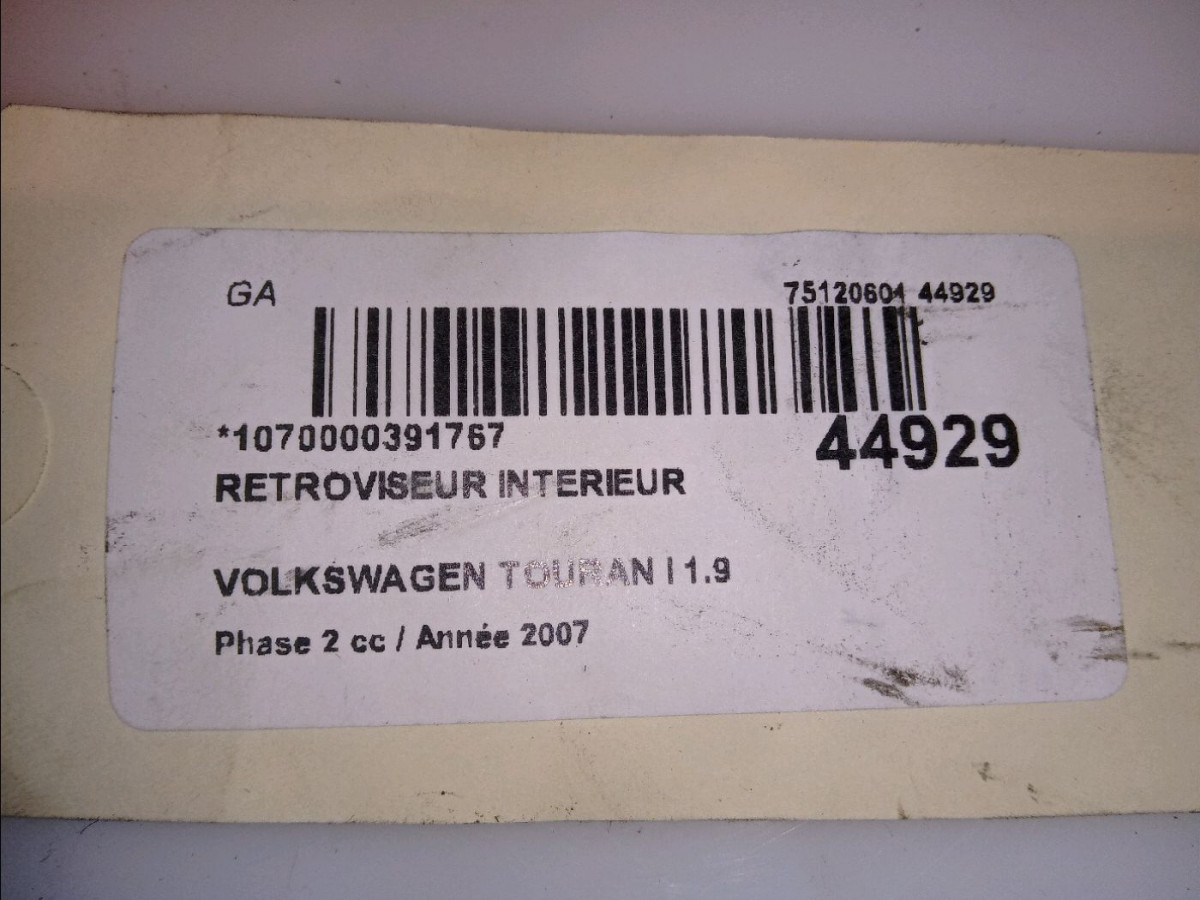 GA
75120601 44929
*1070000391767
44929
RETROVISEUR INTERIEUR
VOLKSWAGEN TOURAN I 1.9
Phase 2 cc / Année 2007